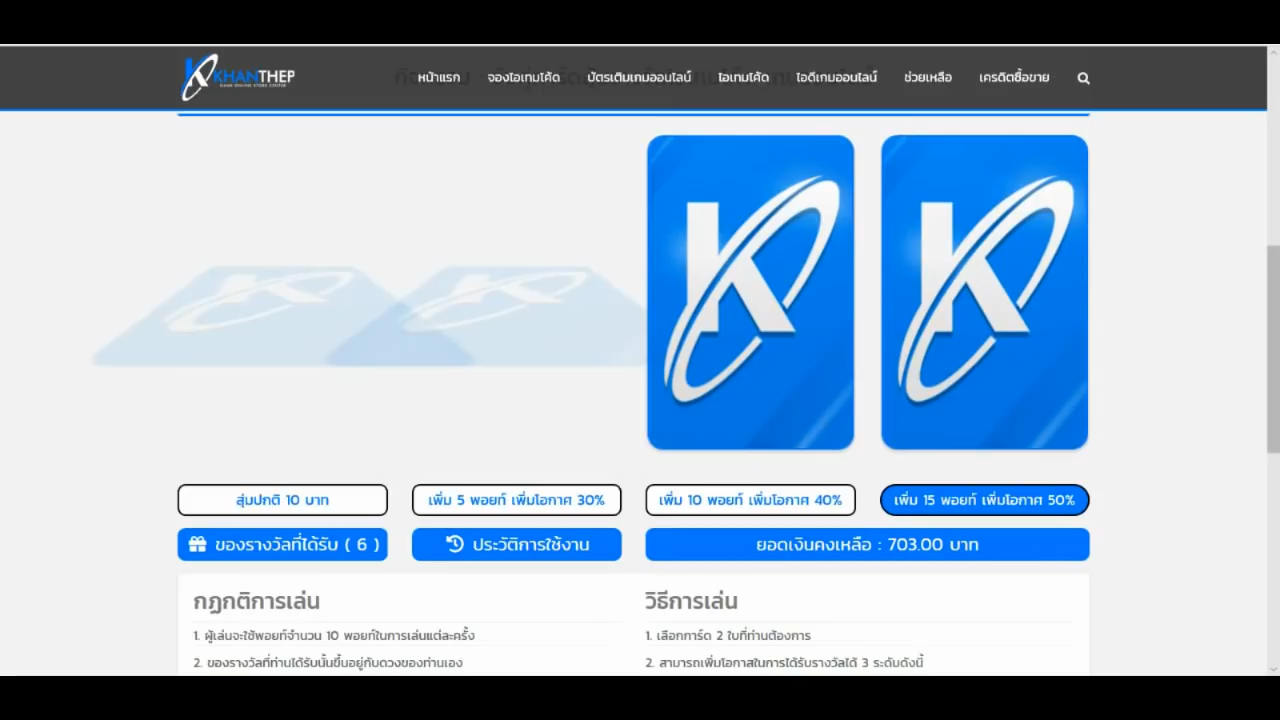 KHANTHEP
หน้าแรก จองไอเทมโค้ด บัตรเติมเกมออนไลน์ ไอเทมโค้ด ไอดีเกมออนไลน์ ช่วยเหลือ เครดิตซื้อขาย
สุ่มปกติ 10 บาท
เพิ่ม 5 พอยท์ เพิ่มโอกาศ 30%
เพิ่ม 10 พอยท์ เพิ่มโอกาศ 40%
เพิ่ม 15 พอยท์ เพิ่มโอกาศ 50%
ของรางวัลที่ได้รับ ( 6 )
ประวัติการใช้งาน
ยอดเงินคงเหลือ : 703.00 บาท
กฎกติการเล่น
1. ผู้เล่นจะใช้พอยท์จำนวน 10 พอยท์ในการเล่นแต่ละครั้ง
2. ของรางวัลที่ท่านได้รับนั้นขึ้นอยู่กับดวงของท่านเอง
วิธีการเล่น
1. เลือกการ์ด 2 ใบที่ท่านต้องการ
2. สามารถเพิ่มโอกาสในการได้รับรางวัลได้ 3 ระดับดังนี้